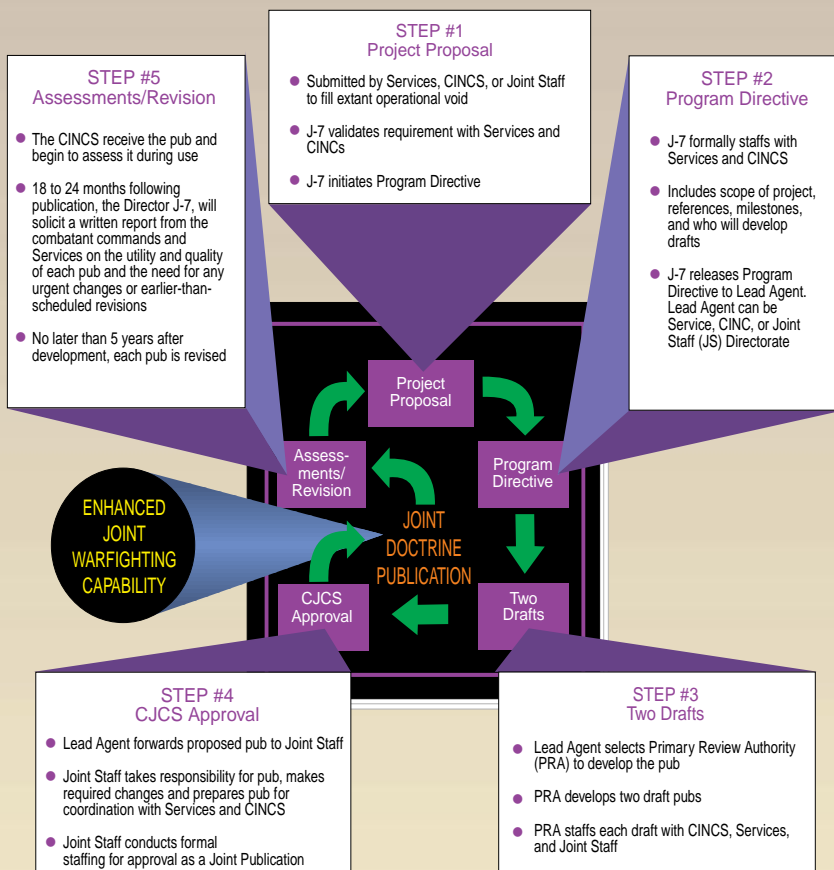 STEP #1
Project Proposal
Submitted by Services, CINCS, or Joint Staff
to fill extant operational void
J-7 validates requirement with Services and
CINCs
J-7 initiates Program Directive
STEP #5
Assessments/Revision
The CINCS receive the pub and
begin to assess it during use
18 to 24 months following
publication, the Director J-7, will
solicit a written report from the
combatant commands and
Services on the utility and quality
of each pub and the need for any
urgent changes or earlier-than-
scheduled revisions
No later than 5 years after
development, each pub is revised
STEP #2
Program Directive
J-7 formally staffs with
Services and CINCS
Includes scope of project,
references, milestones,
and who will develop
drafts
J-7 releases Program
Directive to Lead Agent.
Lead Agent can be
Service, CINC, or Joint
Staff (JS) Directorate
Project
Proposal
Assess-
ments/
Revision
Program
Directive
ENHANCED
JOINT
WARFIGHTING
CAPABILITY
JOINT
DOCTRINE
PUBLICATION
CJCS
Approval
Two
Drafts
STEP #4
CJCS Approval
Lead Agent forwards proposed pub to Joint Staff
Joint Staff takes responsibility for pub, makes
required changes and prepares pub for
coordination with Services and CINCS
Joint Staff conducts formal
staffing for approval as a Joint Publication
STEP #3
Two Drafts
Lead Agent selects Primary Review Authority
(PRA) to develop the pub
PRA develops two draft pubs
PRA staffs each draft with CINCS, Services,
and Joint Staff